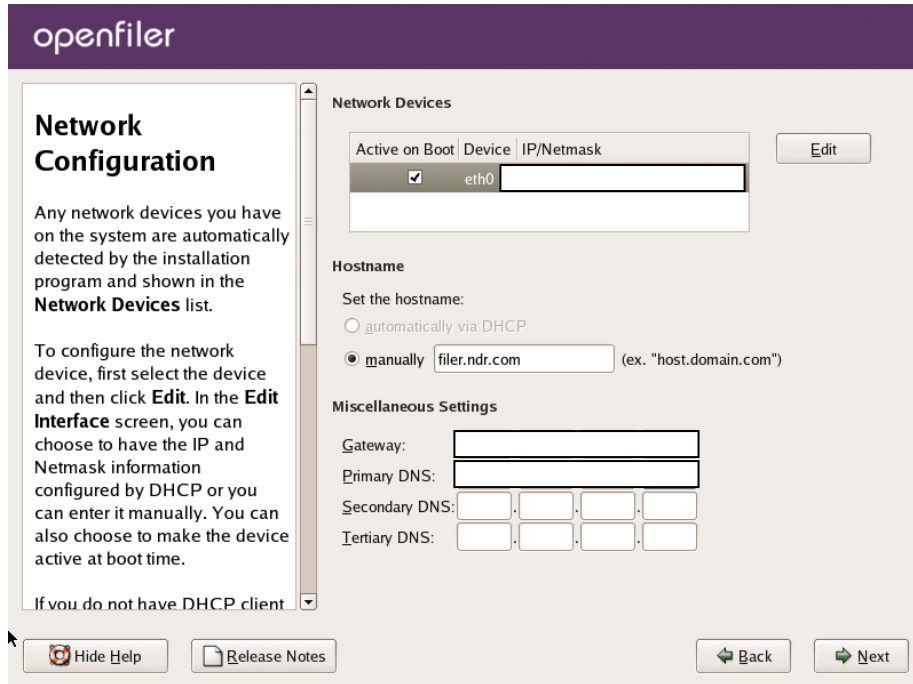 openfiler
Network
Configuration
Any network devices you have
on the system are automatically
detected by the installation
program and shown in the
Network Devices list.
To configure the network
device, first select the device
and then click Edit. In the Edit
Interface screen, you can
choose to have the IP and
Netmask information
configured by DHCP or you
can enter it manually. You can
also choose to make the device
active at boot time.
If you do not have DHCP client
Network Devices
Active on Boot Device IP/Netmask
eth0
Edit
Hostname
Set the hostname:
automatically via DHCP
manually filer.ndr.com (ex. "host.domain.com")
Miscellaneous Settings
Gateway:
Primary DNS:
Secondary DNS: . . .
Tertiary DNS: . . .
Hide Help Release Notes Back Next